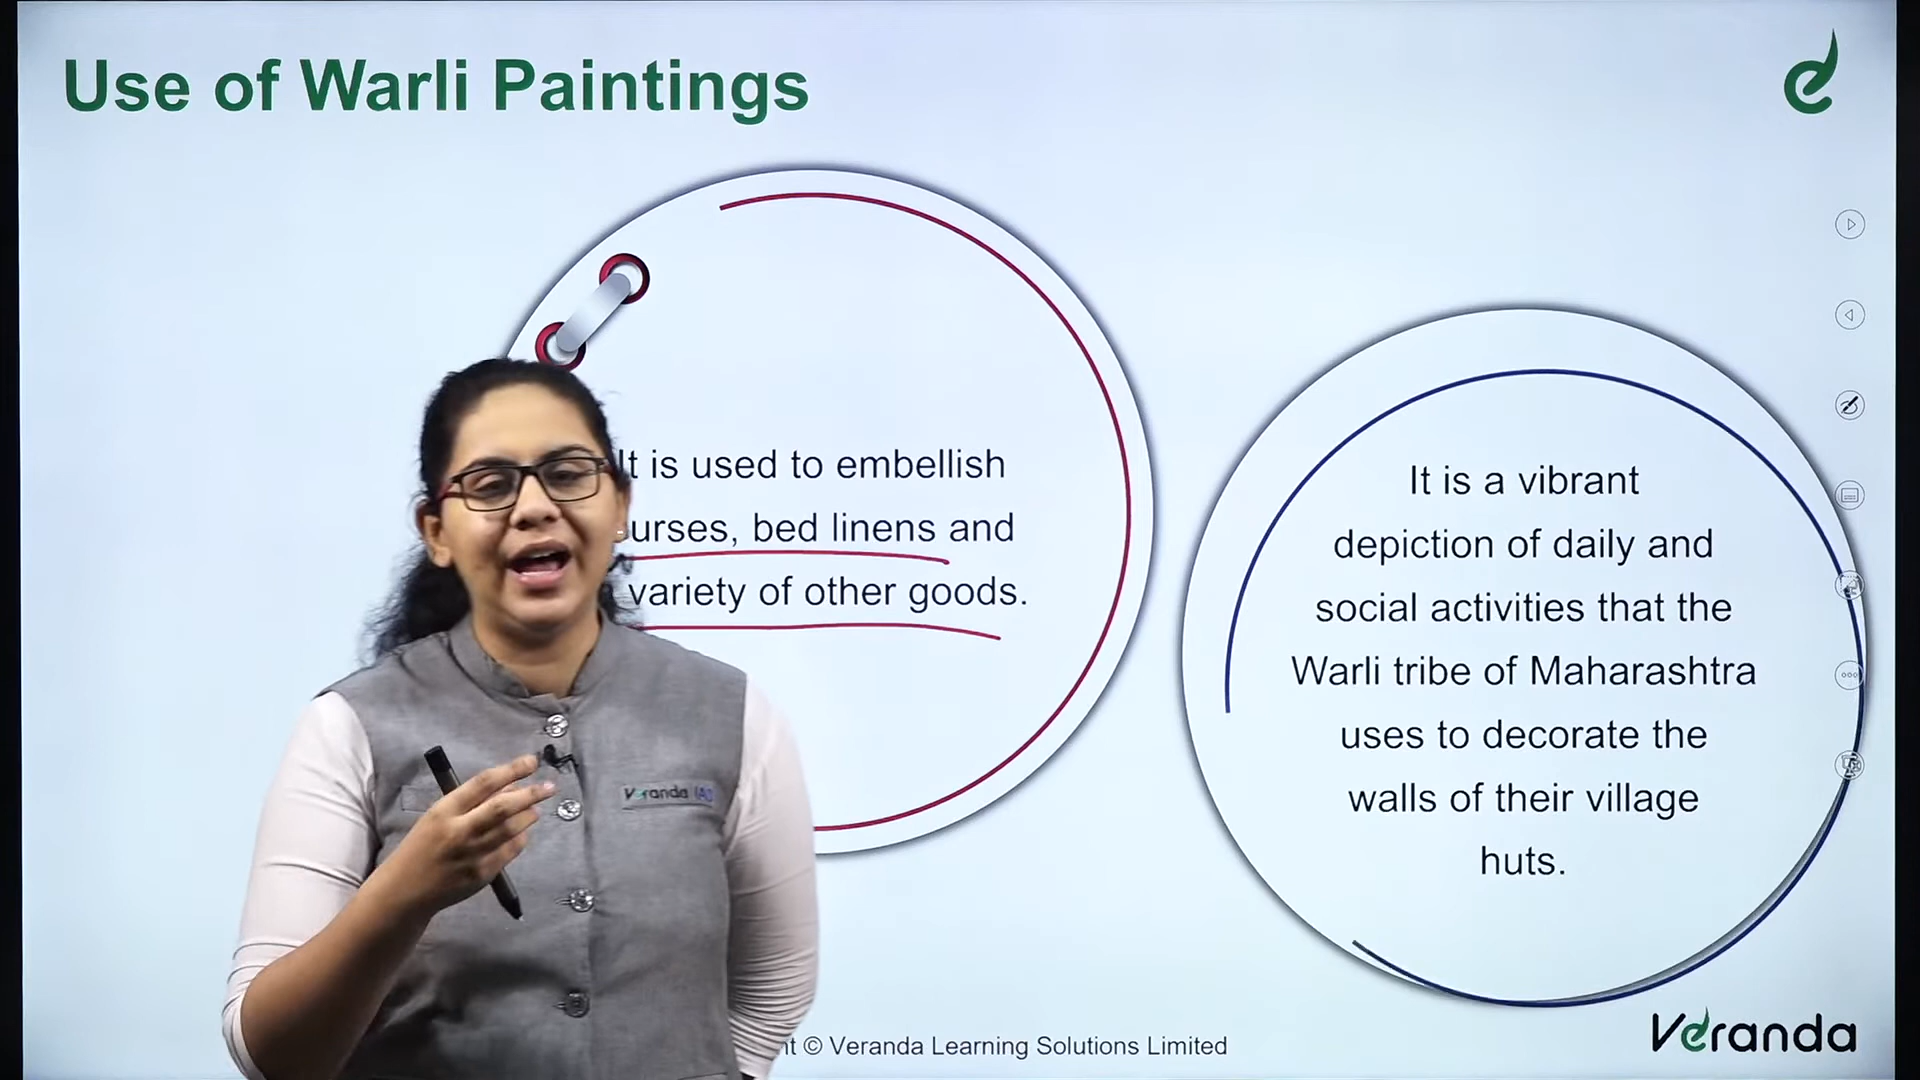 Use of Warli Paintings
It is used to embellish
urses, bed linens and
variety of other goods.
It is a vibrant
depiction of daily and
social activities that the
Warli tribe of Maharashtra
uses to decorate the
walls of their village
huts.
Veranda
© Veranda Learning Solutions Limited
Veranda